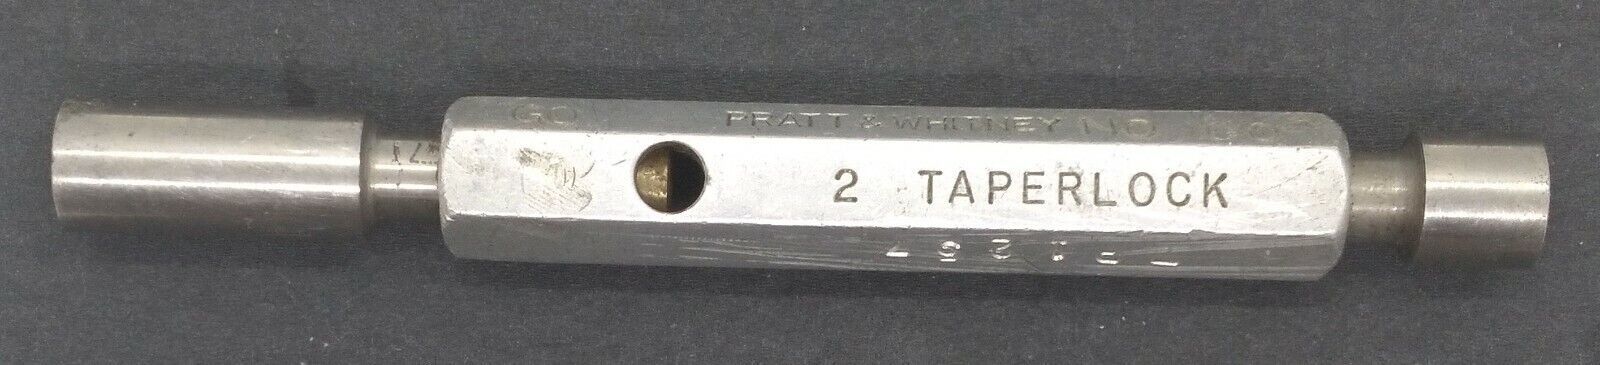 GO PRATT & WHITNEY NO GO
2 TAPERLOCK